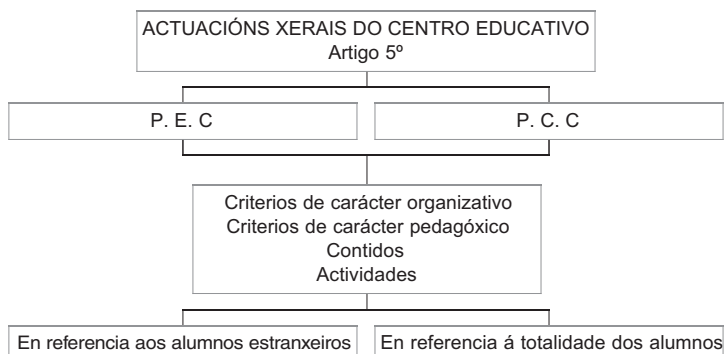 ACTUACIÓNS XERAIS DO CENTRO EDUCATIVO
Artigo 5º
P. E. C
P. C. C
Criterios de carácter organizativo
Criterios de carácter pedagóxico
Contidos
Actividades
En referencia aos alumnos estranxeiros
En referencia á totalidade dos alumnos